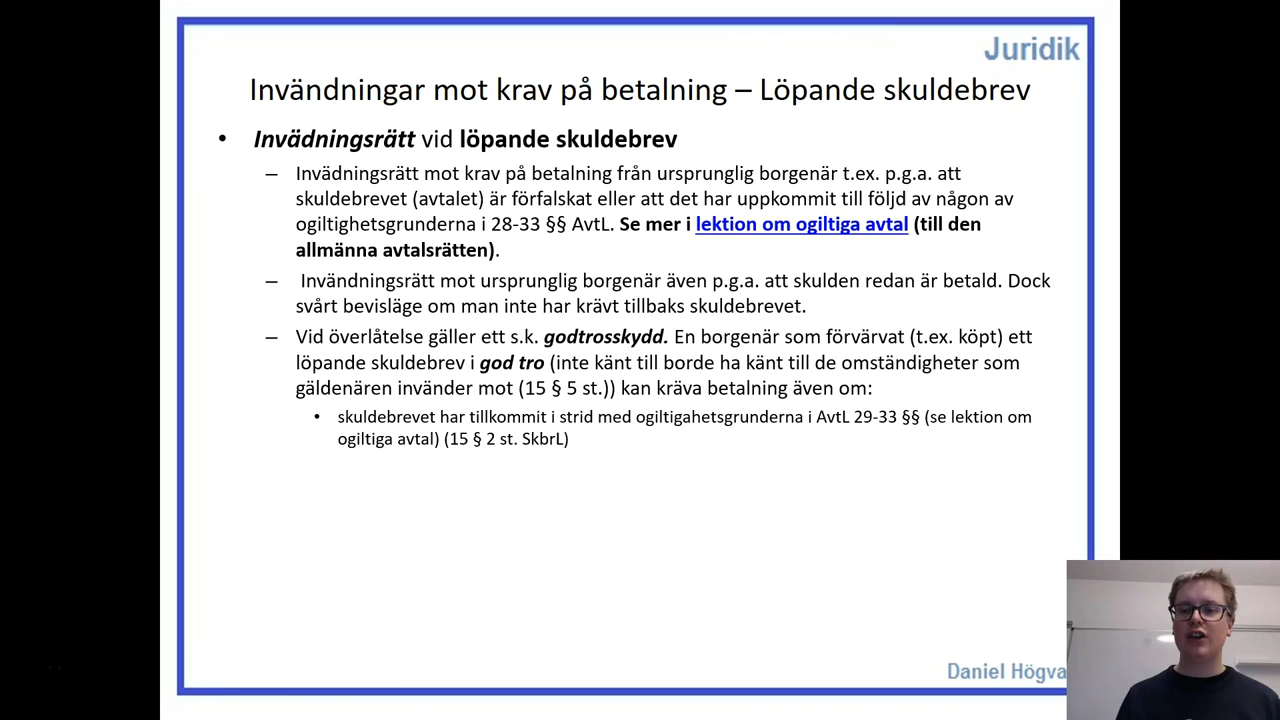 Juridik
Invändningar mot krav på betalning – Löpande skuldebrev
• Invädningsrätt vid löpande skuldebrev
– Invädningsrätt mot krav på betalning från ursprunglig borgenär t.ex. p.g.a. att
skuldebrevet (avtalet) är förfalskat eller att det har uppkommit till följd av någon av
ogiltighetsgrunderna i 28-33 §§ AvtL. Se mer i lektion om ogiltiga avtal (till den
allmänna avtalsrätten).
– Invändningsrätt mot ursprunglig borgenär även p.g.a. att skulden redan är betald. Dock
svårt bevisläge om man inte har krävt tillbaks skuldebrevet.
– Vid överlåtelse gäller ett s.k. godtrosskydd. En borgenär som förvärvat (t.ex. köpt) ett
löpande skuldebrev i god tro (inte känt till borde ha känt till de omständigheter som
gäldenären invänder mot (15 § 5 st.)) kan kräva betalning även om:
• skuldebrevet har tillkommit i strid med ogiltigahetsgrunderna i AvtL 29-33 §§ (se lektion om
ogiltiga avtal) (15 § 2 st. SkbrL)
Daniel Högva